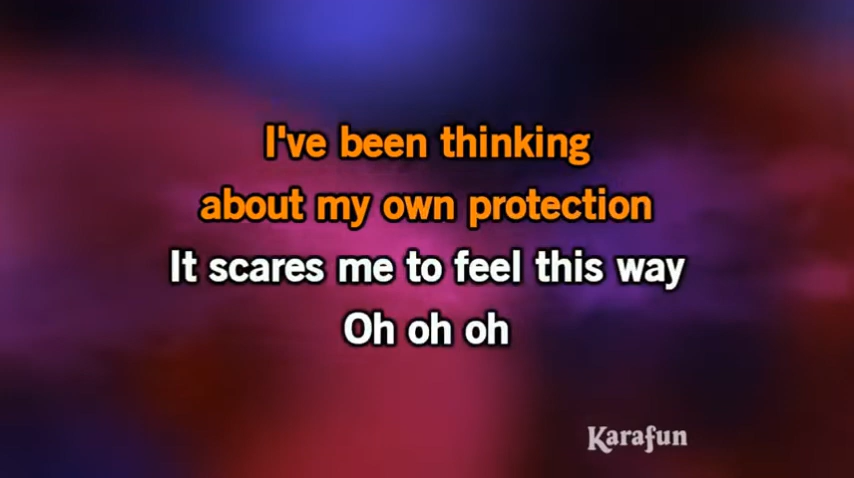 I've been thinking
about my own protection
It scares me to feel this way
Oh oh oh
Karafun